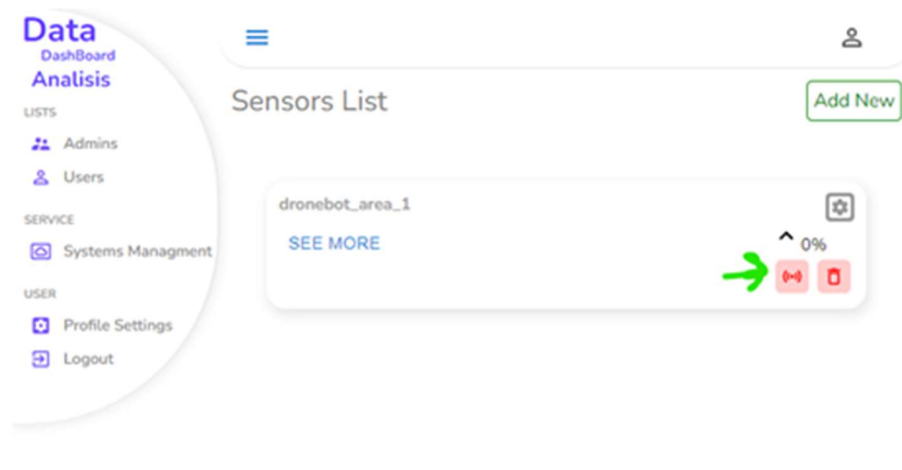 Data
DashBoard
Analisis
LISTS
Admins
Users
SERVICE
Systems Managment
USER
Profile Settings
Logout
Sensors List
Add New
dronebot_area_1
SEE MORE
0%